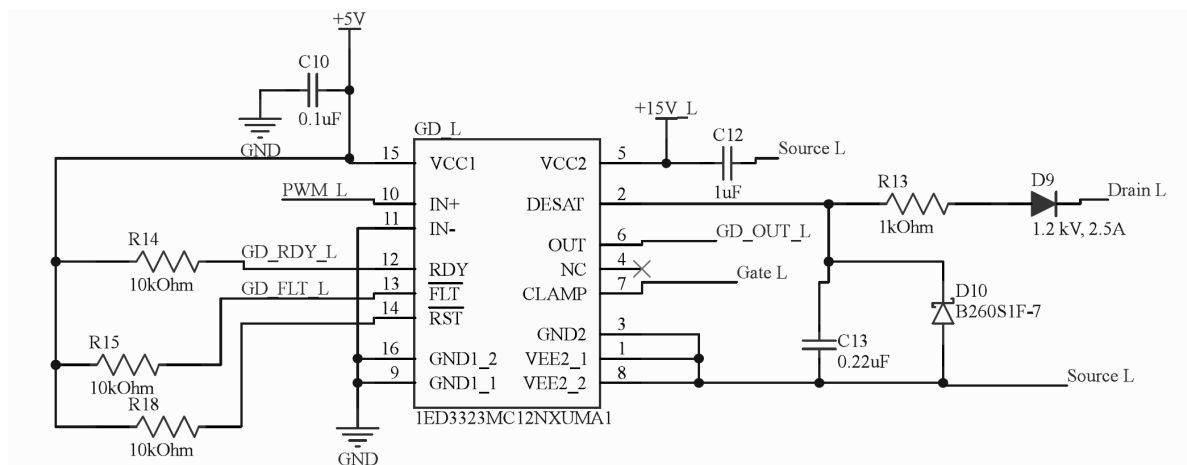 +5V
C10
0.1uF
GND
GD_L
+15V_L
C12
1uF
Source L
15
VCC1
VCC2
5
PWM_L
10
IN+
DESAT
2
R13
1kOhm
D9
1.2 kV, 2.5A
Drain L
11
IN-
OUT
6
GD_OUT_L
R14
10kOhm
GD_RDY_L
12
RDY
NC
4
Gate L
GD_FLT_L
13
FLT
CLAMP
7
14
RST
D10
B260S1F-7
GND2
3
R15
10kOhm
16
GND1_2
VEE2_1
1
C13
0.22uF
9
GND1_1
VEE2_2
8
Source L
R18
10kOhm
1ED3323MC12NXUMA1
GND